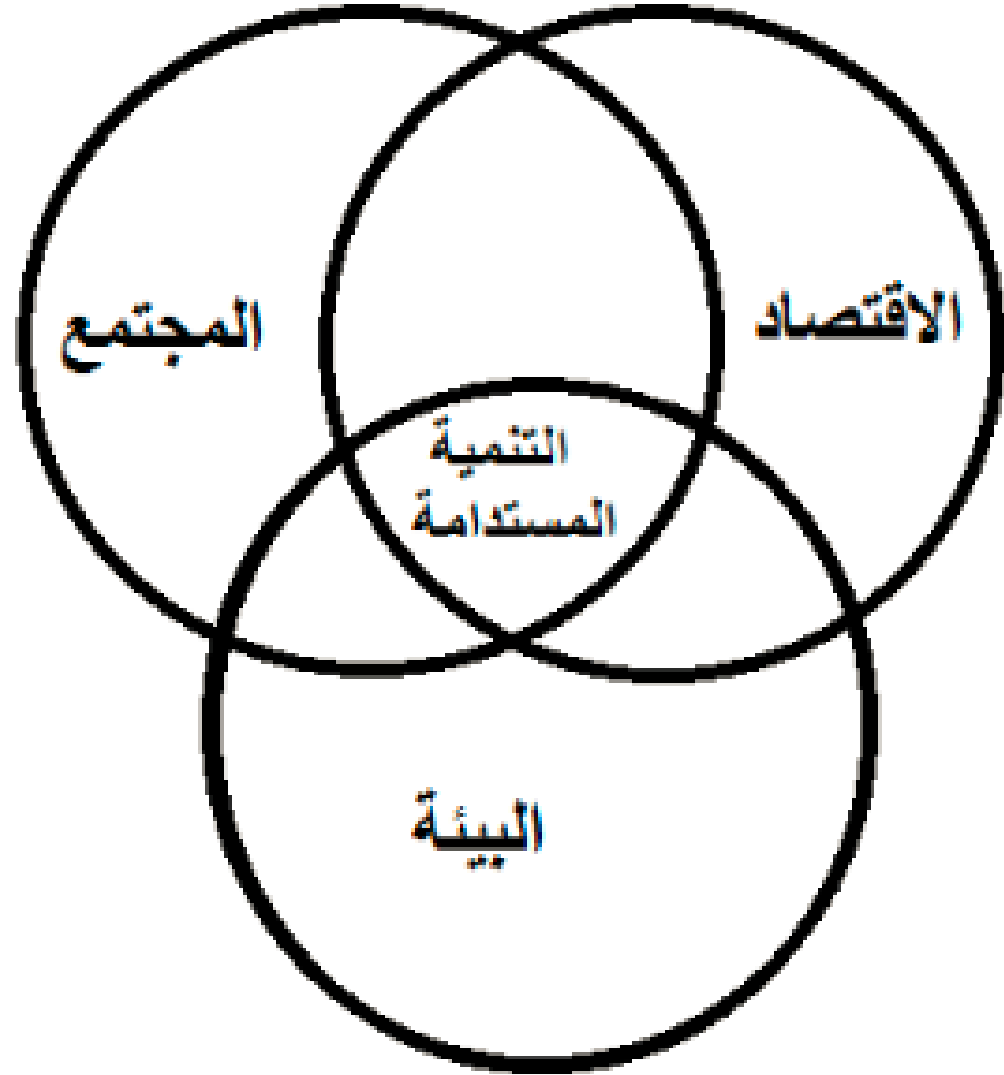 الاقتصاد
المجتمع
التنمية
المستدامة
البيئة